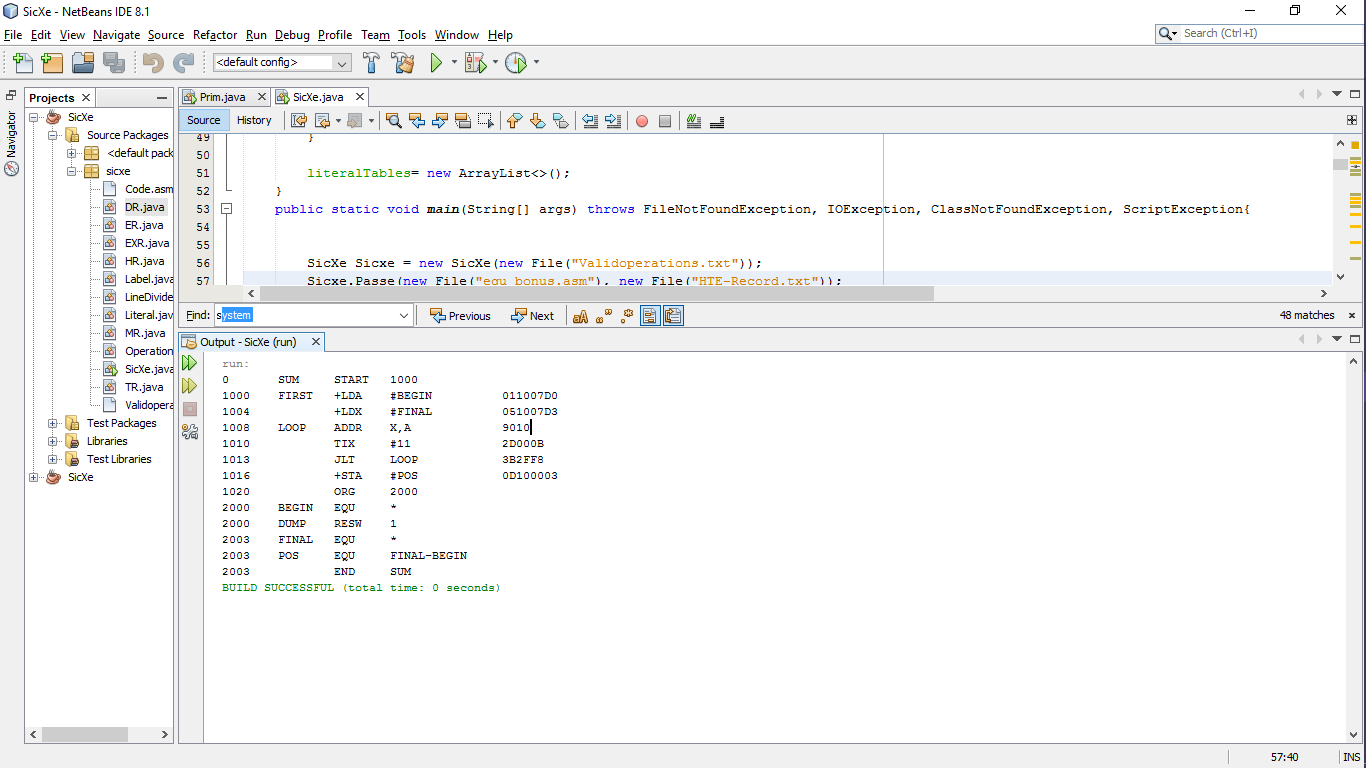 SicXe - NetBeans IDE 8.1
File Edit View Navigate Source Refactor Run Debug Profile Team Tools Window Help
Search (Ctrl+I)
<default config>
Projects
Navigator
SicXe
Source Packages
<default pack
sicxe
Code.asm
DR.java
ER.java
EXR.java
HR.java
Label.java
LineDivide
Literal.jav
MR.java
Operation
SicXe.java
TR.java
Validopera
Test Packages
Libraries
Test Libraries
SicXe
Prim.java SicXe.java
Source History
49 }
50
51 literalTables= new ArrayList<>();
52 }
53 public static void main(String[] args) throws FileNotFoundException, IOException, ClassNotFoundException, ScriptException{
54
55
56 SicXe Sicxe = new SicXe(new File("Validoperations.txt"));
57 Sicxe.Passe(new File("equ bonus.asm"), new File("HTE-Record.txt"));
Find: system Previous Next 48 matches
Output - SicXe (run)
run:
0 SUM START 1000
1000 FIRST +LDA #BEGIN 011007D0
1004 +LDX #FINAL 051007D3
1008 LOOP ADDR X,A 9010
1010 TIX #11 2D000B
1013 JLT LOOP 3B2FF8
1016 +STA #POS 0D100003
1020 ORG 2000
2000 BEGIN EQU *
2000 DUMP RESW 1
2003 FINAL EQU *
2003 POS EQU FINAL-BEGIN
2003 END SUM
BUILD SUCCESSFUL (total time: 0 seconds)
57:40 INS